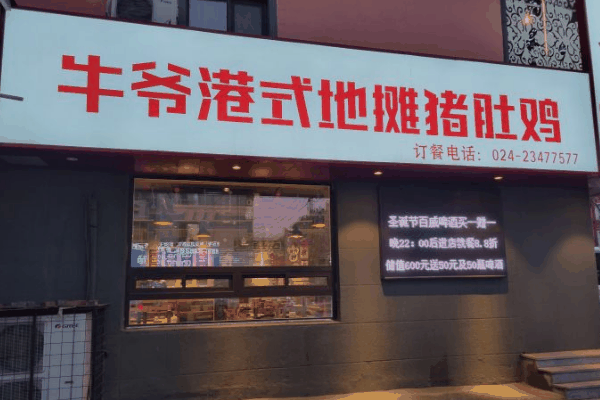 牛爷港式地摊猪肚鸡
订餐电话：024-23477577
圣诞节百威啤酒买一赠一
晚22：00后进店就餐8.8折
储值600元送50元及50瓶啤酒